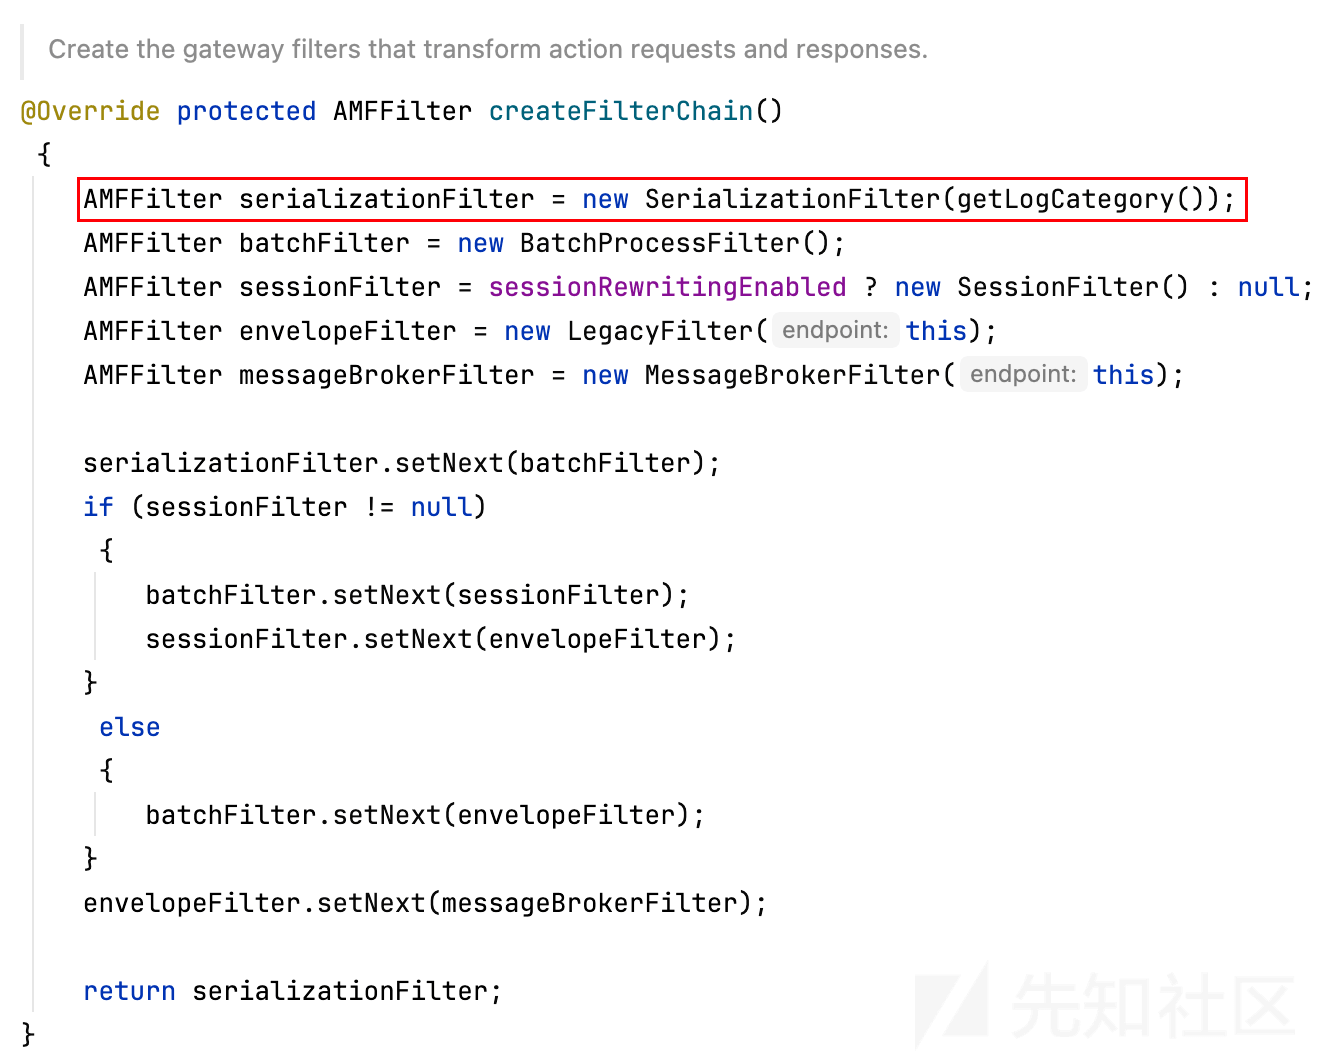 Create the gateway filters that transform action requests and responses.
@Override protected AMFFilter createFilterChain()
{
AMFFilter serializationFilter = new SerializationFilter(getLogCategory());
AMFFilter batchFilter = new BatchProcessFilter();
AMFFilter sessionFilter = sessionRewritingEnabled ? new SessionFilter() : null;
AMFFilter envelopeFilter = new LegacyFilter( endpoint: this);
AMFFilter messageBrokerFilter = new MessageBrokerFilter( endpoint: this);
serializationFilter.setNext(batchFilter);
if (sessionFilter != null)
{
batchFilter.setNext(sessionFilter);
sessionFilter.setNext(envelopeFilter);
}
else
{
batchFilter.setNext(envelopeFilter);
}
envelopeFilter.setNext(messageBrokerFilter);
return serializationFilter;
}
先知社区